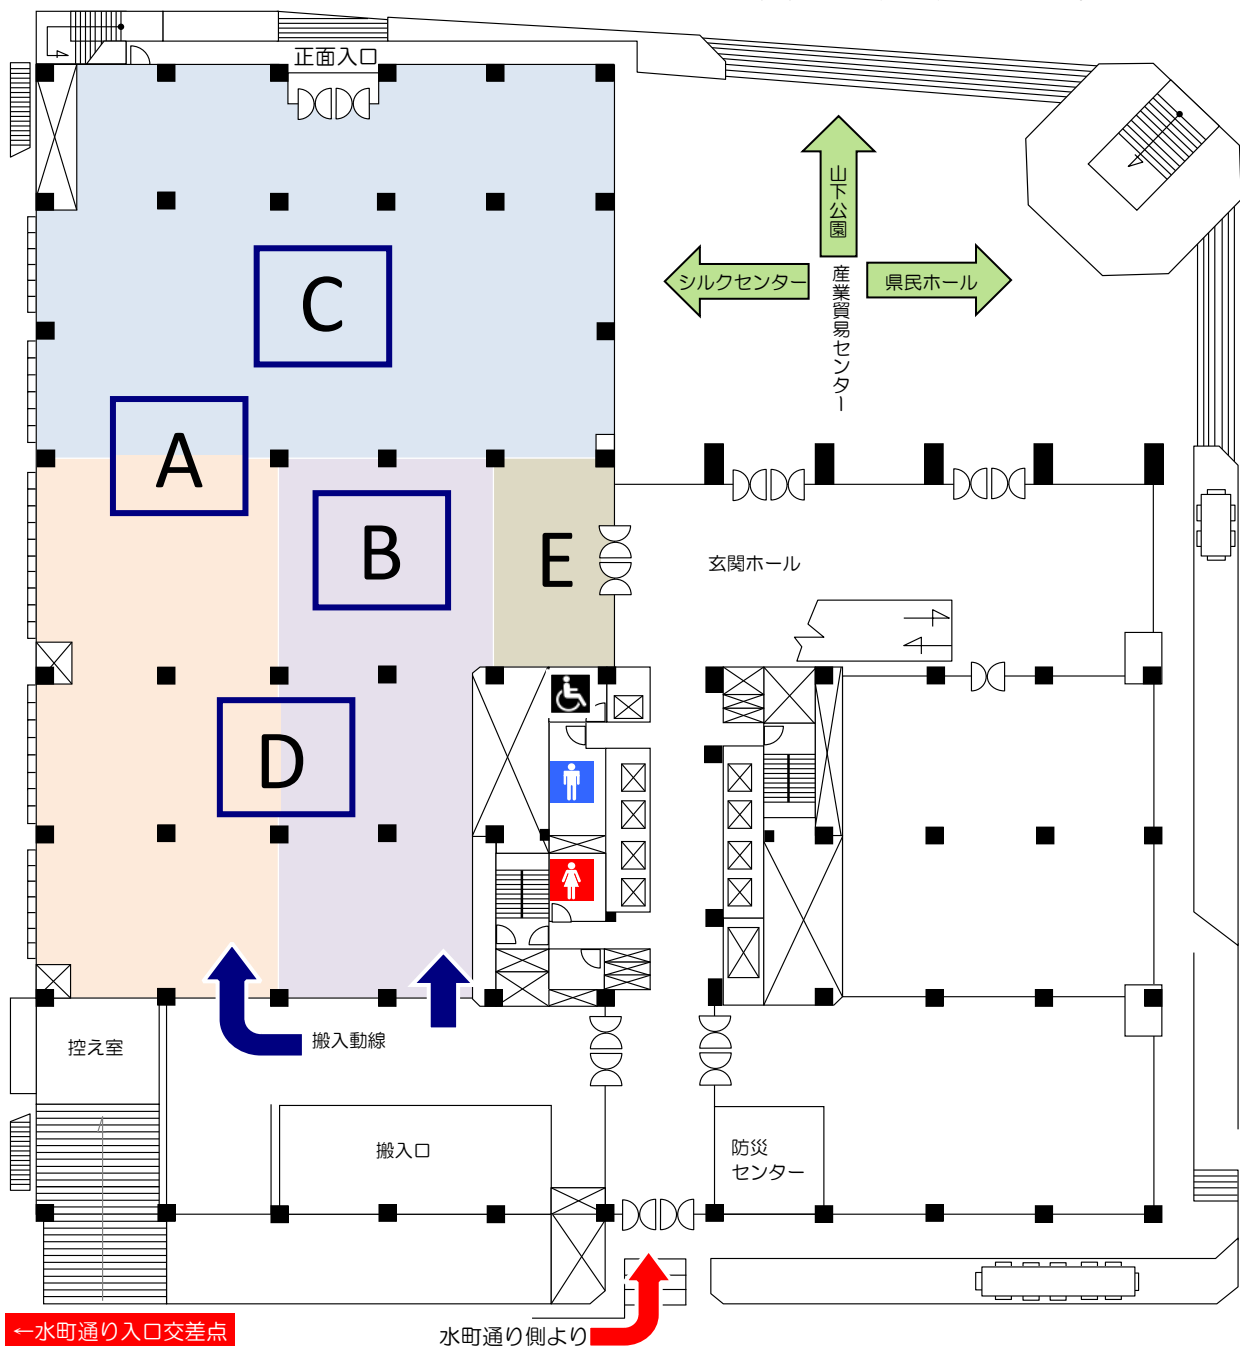 正面入口
山下公園
シルクセンター
県民ホール
産業貿易センター
C
A
B
E
玄関ホール
D
控え室
搬入動線
搬入口
防災
センター
←水町通り入口交差点
水町通り側より